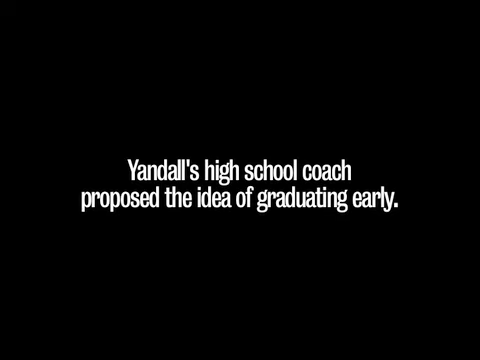 Yandall's high school coach
proposed the idea of graduating early.